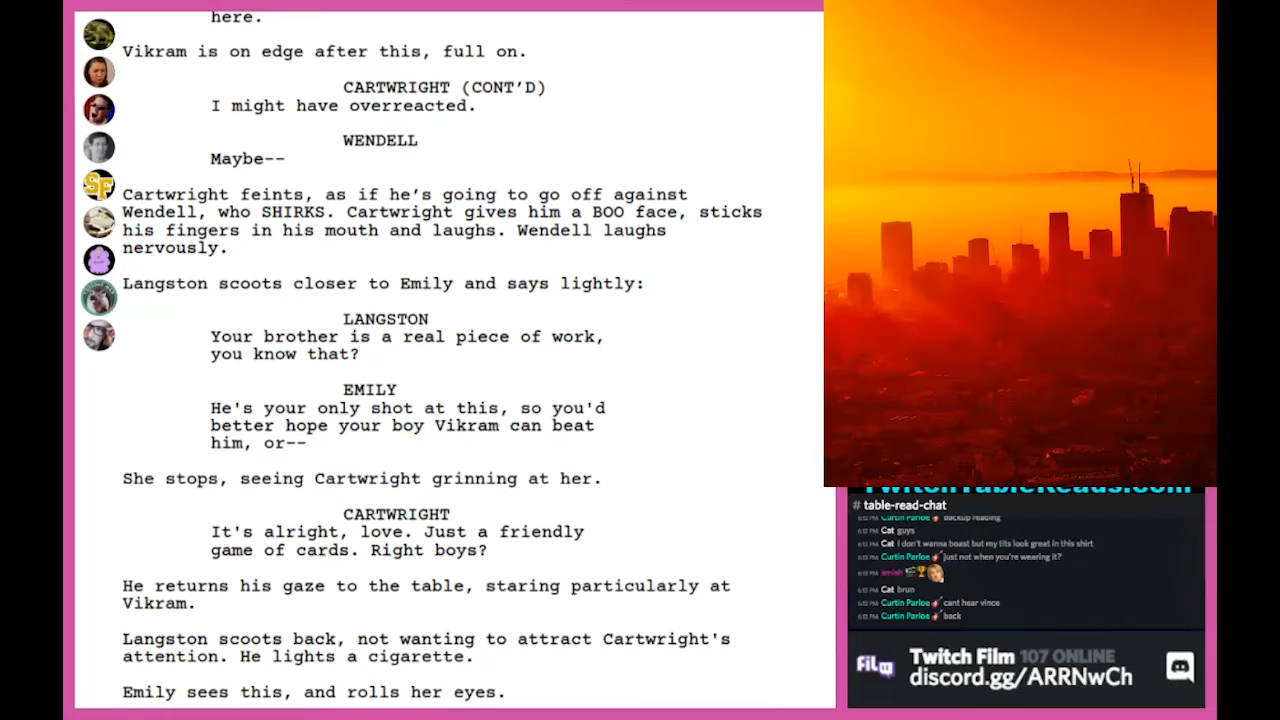 here.
Vikram is on edge after this, full on.
CARTWRIGHT (CONT'D)
I might have overreacted.
WENDELL
Maybe--
Cartwright feints, as if he's going to go off against
Wendell, who SHIRKS. Cartwright gives him a BOO face, sticks
his fingers in his mouth and laughs. Wendell laughs
nervously.
Langston scoots closer to Emily and says lightly:
LANGSTON
Your brother is a real piece of work,
you know that?
EMILY
He's your only shot at this, so you'd
better hope your boy Vikram can beat
him, or--
She stops, seeing Cartwright grinning at her.
CARTWRIGHT
It's alright, love. Just a friendly
game of cards. Right boys?
He returns his gaze to the table, staring particularly at
Vikram.
Langston scoots back, not wanting to attract Cartwright's
attention. He lights a cigarette.
Emily sees this, and rolls her eyes.
SF
TwitchTableReads.com
# table-read-chat
Curtin Parloe backup reading
Cat guys
Cat i don't wanna boast but my tits look great in this shirt
Curtin Parloe just not when you're wearing it?
Cat brun
Curtin Parloe cant hear vince
Curtin Parloe back
film
Twitch Film 107 ONLINE
discord.gg/ARRNwCh